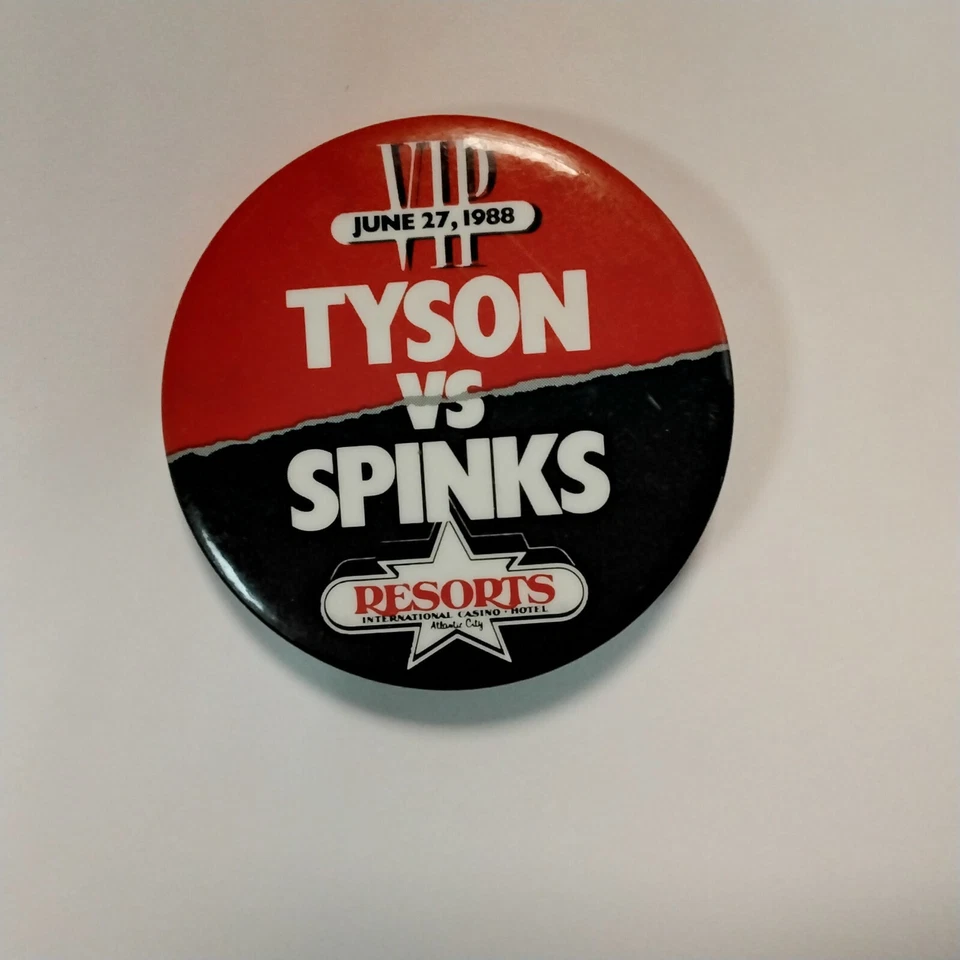 VIP
JUNE 27, 1988
TYSON
VS
SPINKS
RESORTS
INTERNATIONAL CASINO · HOTEL
Atlantic City